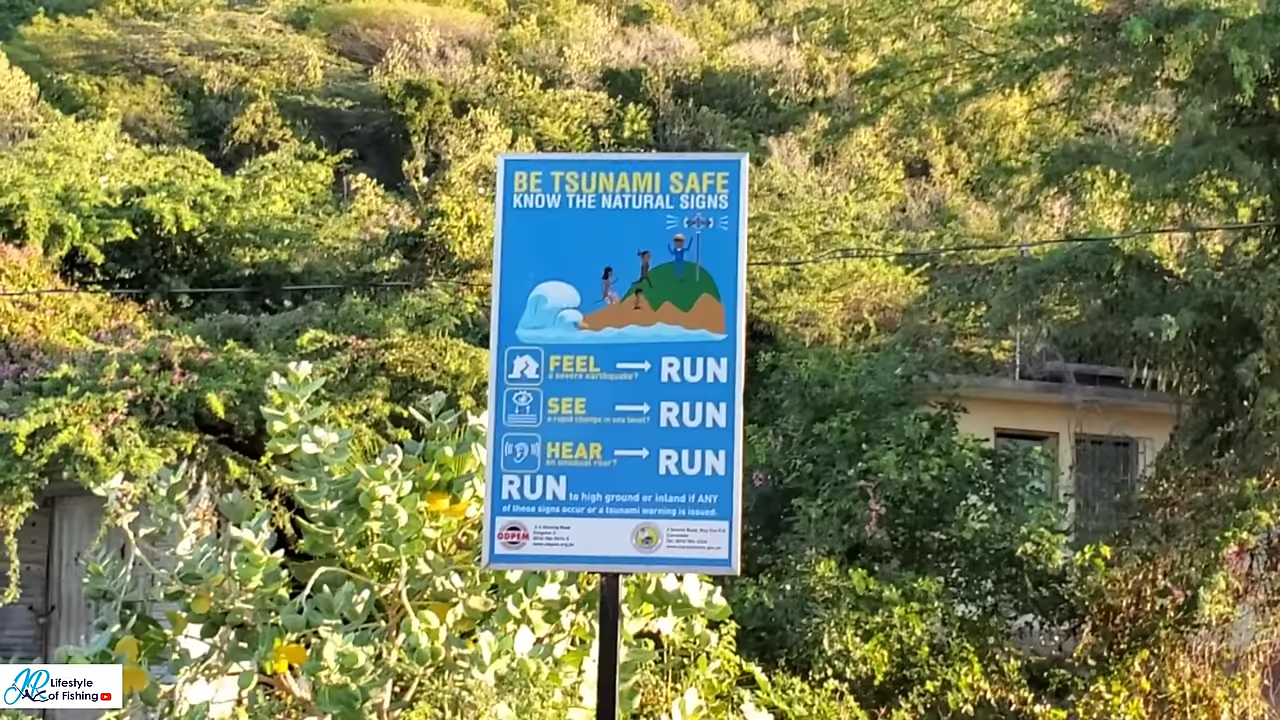 BE TSUNAMI SAFE
KNOW THE NATURAL SIGNS
FEEL RUN
a severe earthquake?
SEE RUN
a rapid change in sea level?
HEAR RUN
an unusual roar?
RUN to high ground or inland if ANY
of these signs occur or a tsunami warning is issued.
ODPEM
Lifestyle
of Fishing